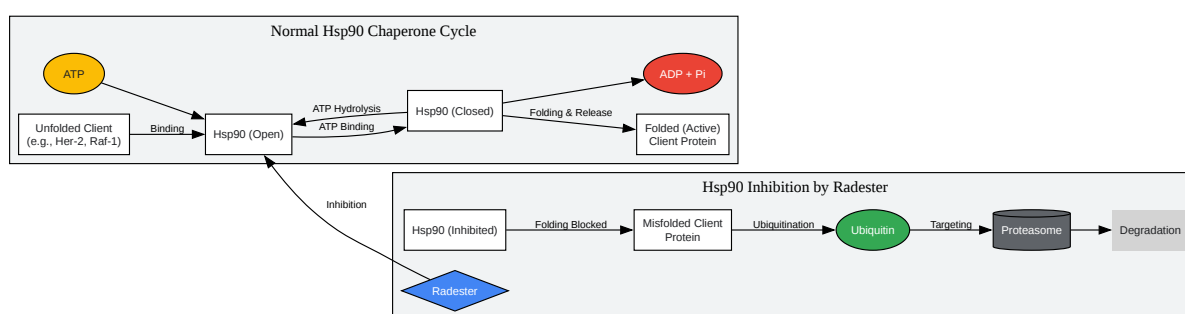 Normal Hsp90 Chaperone Cycle
ATP
ADP + Pi
ATP Hydrolysis
Hsp90 (Closed)
Folding & Release
Unfolded Client
(e.g., Her-2, Raf-1)
Binding
Hsp90 (Open)
ATP Binding
Folded (Active)
Client Protein
Inhibition
Hsp90 Inhibition by Radester
Hsp90 (Inhibited)
Folding Blocked
Misfolded Client
Protein
Ubiquitination
Ubiquitin
Targeting
Proteasome
Degradation
Radester